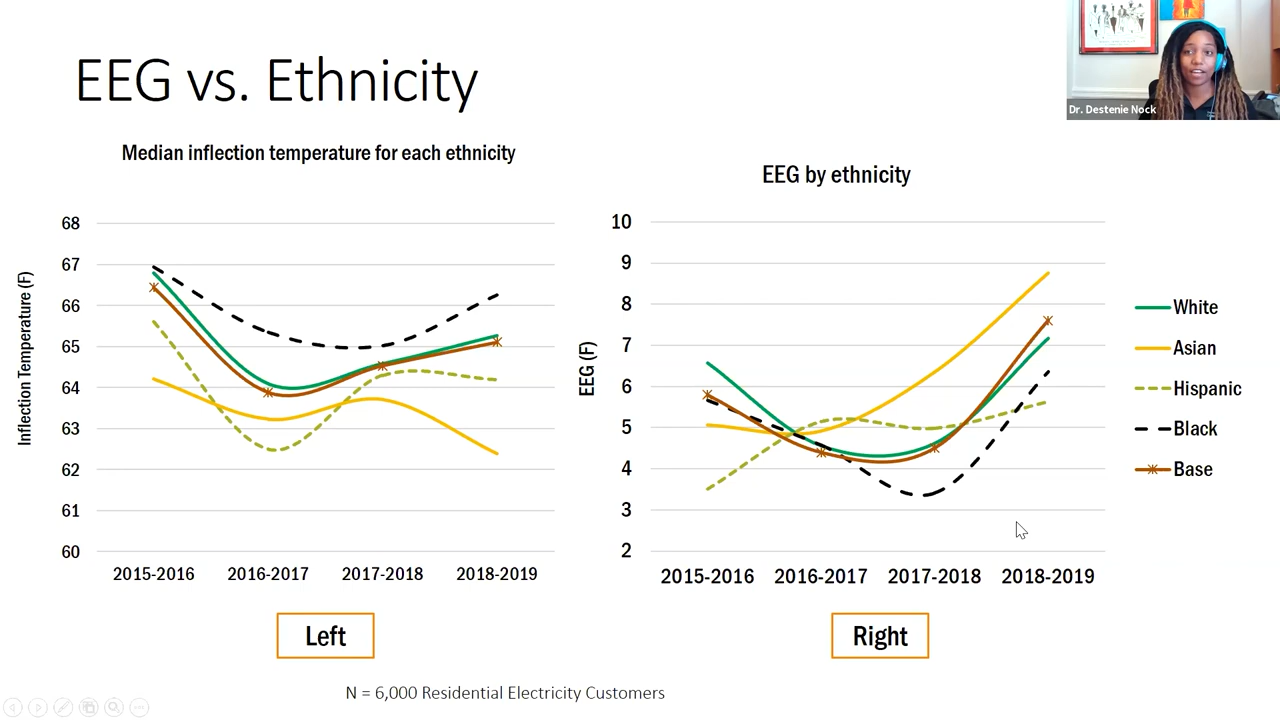 EEG vs. Ethnicity
Dr. Destenie Nock
Median inflection temperature for each ethnicity
Inflection Temperature (F)
68
67
66
65
64
63
62
61
60
2015-2016 2016-2017 2017-2018 2018-2019
Left
EEG by ethnicity
EEG (F)
10
9
8
7
6
5
4
3
2
2015-2016 2016-2017 2017-2018 2018-2019
Right
White
Asian
Hispanic
Black
Base
N = 6,000 Residential Electricity Customers